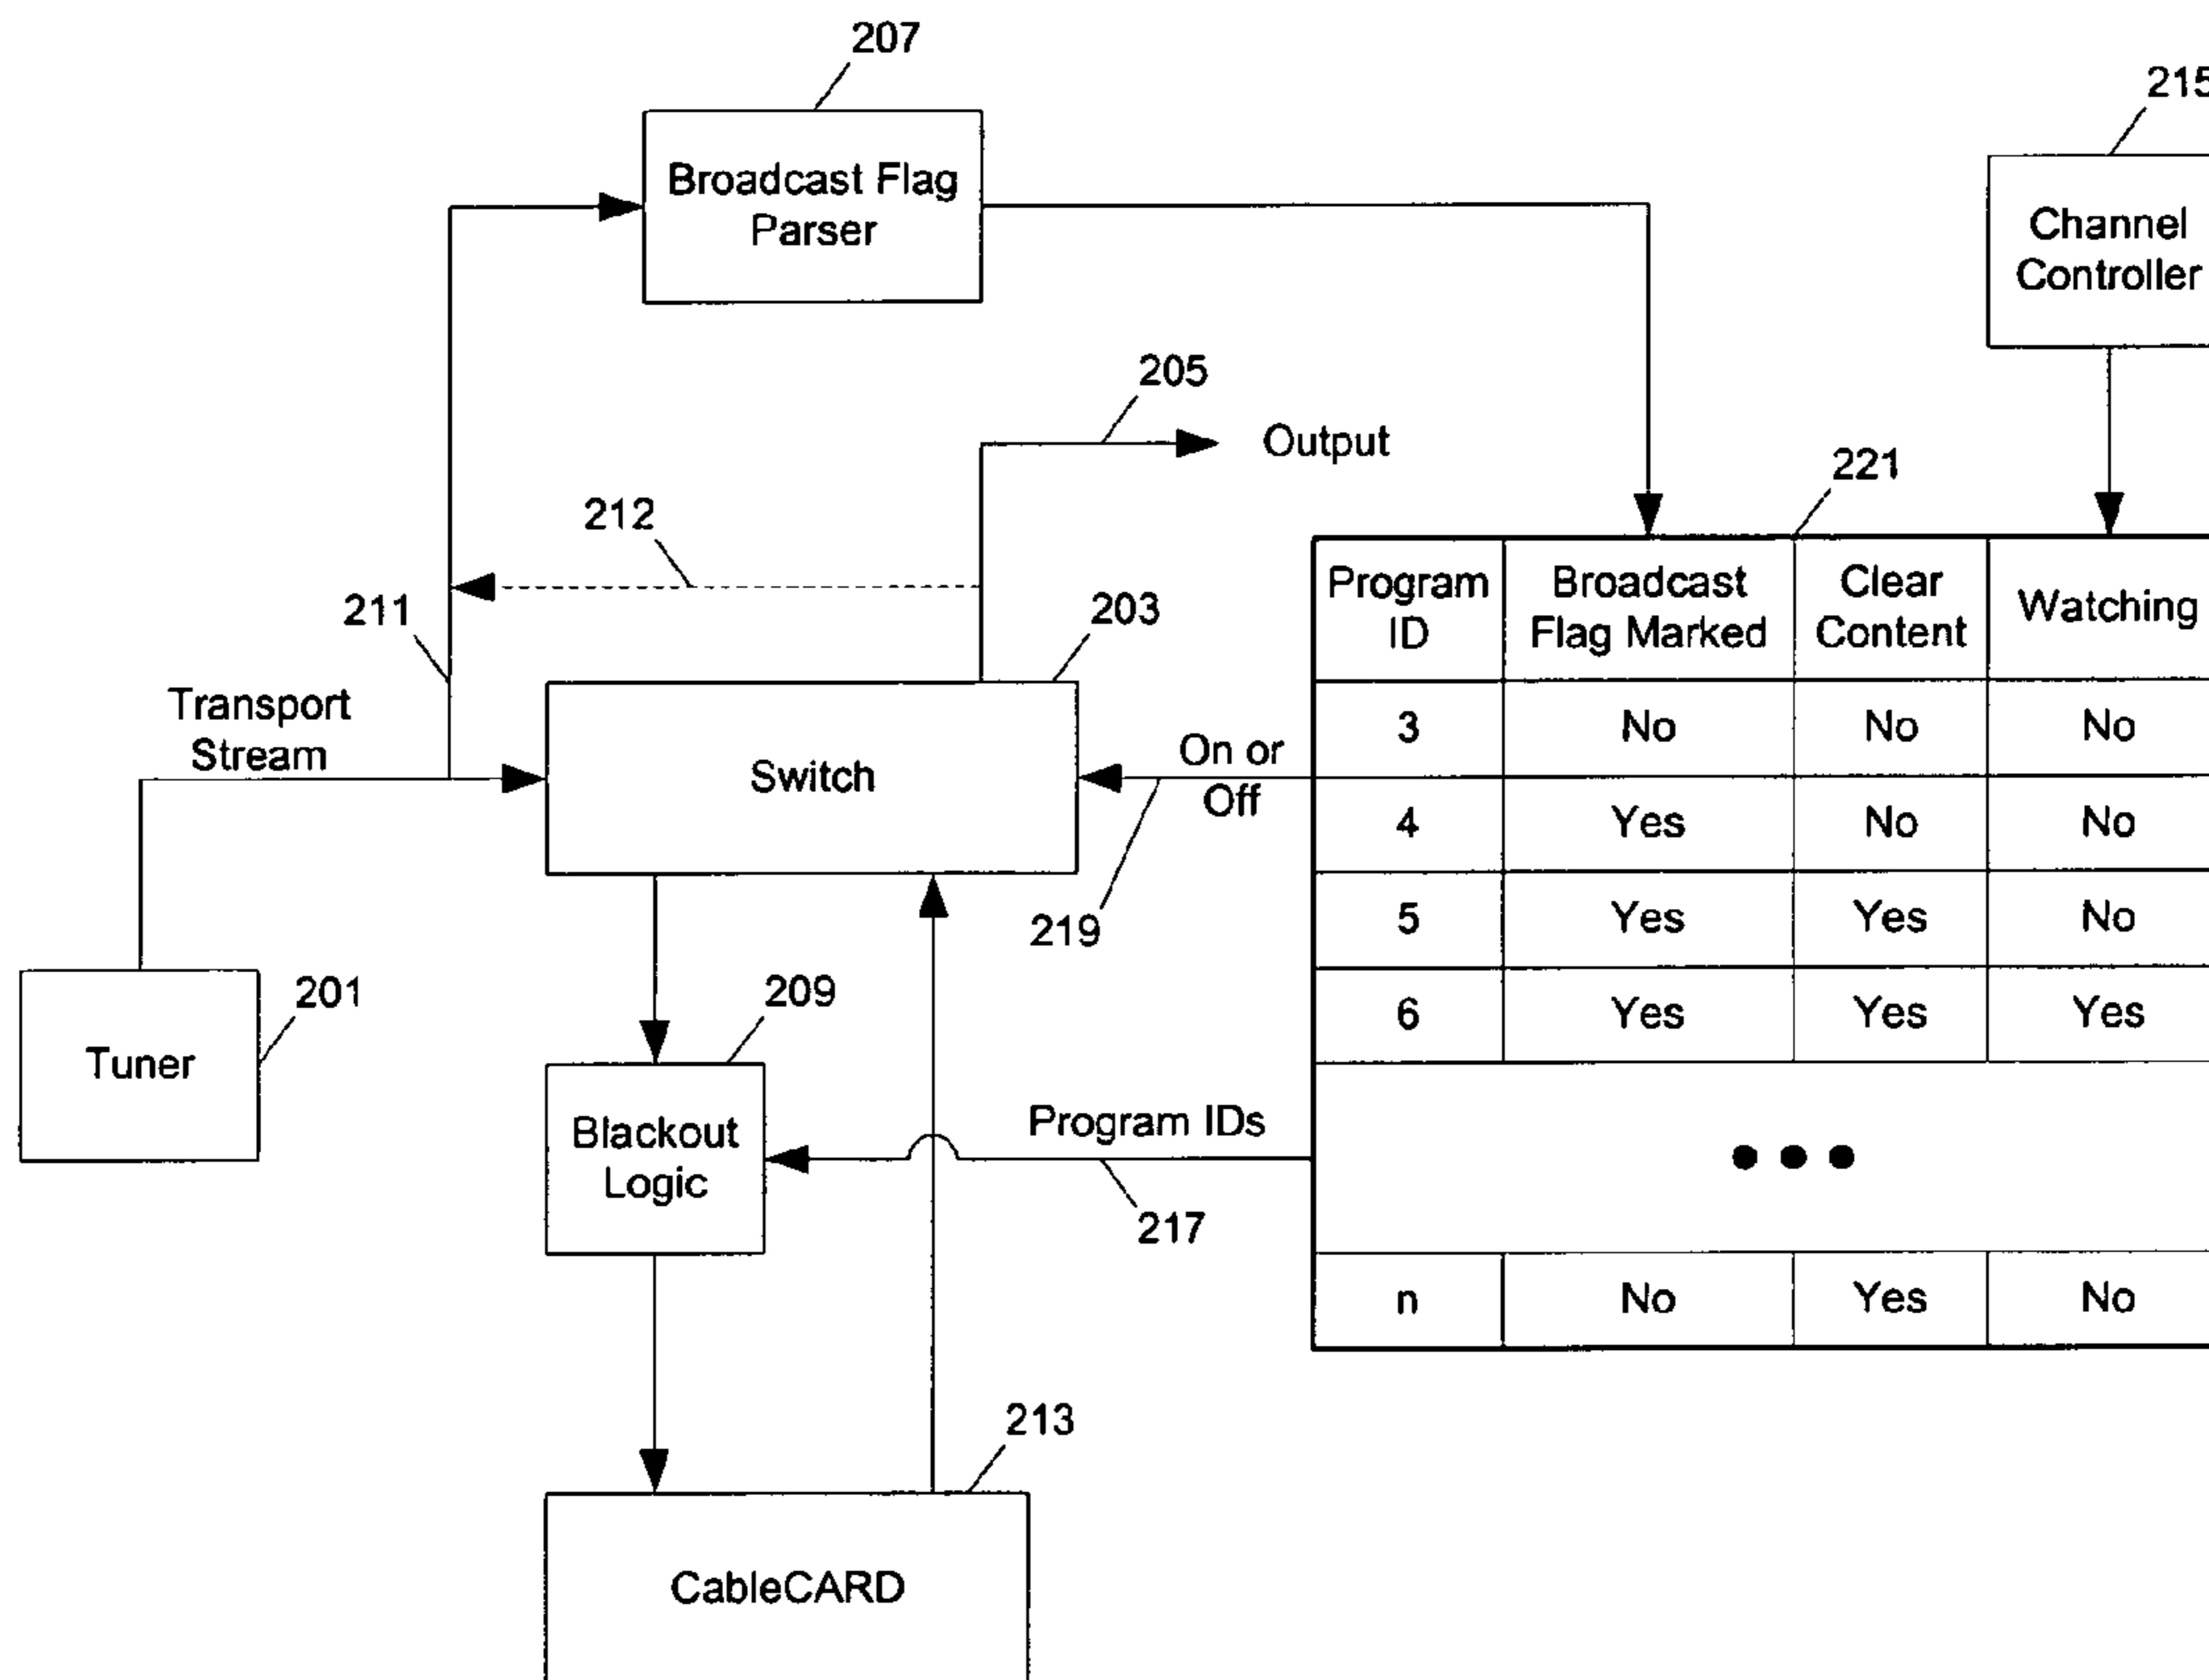 207
215
Broadcast Flag
Parser
Channel
Controller
205
Output
221
212
211
203
Transport
Stream
Switch
On or
Off
219
Program
ID
Broadcast
Flag Marked
Clear
Content
Watching
3 No No No
4 Yes No No
5 Yes Yes No
6 Yes Yes Yes
n No Yes No
201
Tuner
209
Blackout
Logic
Program IDs
217
213
CableCARD